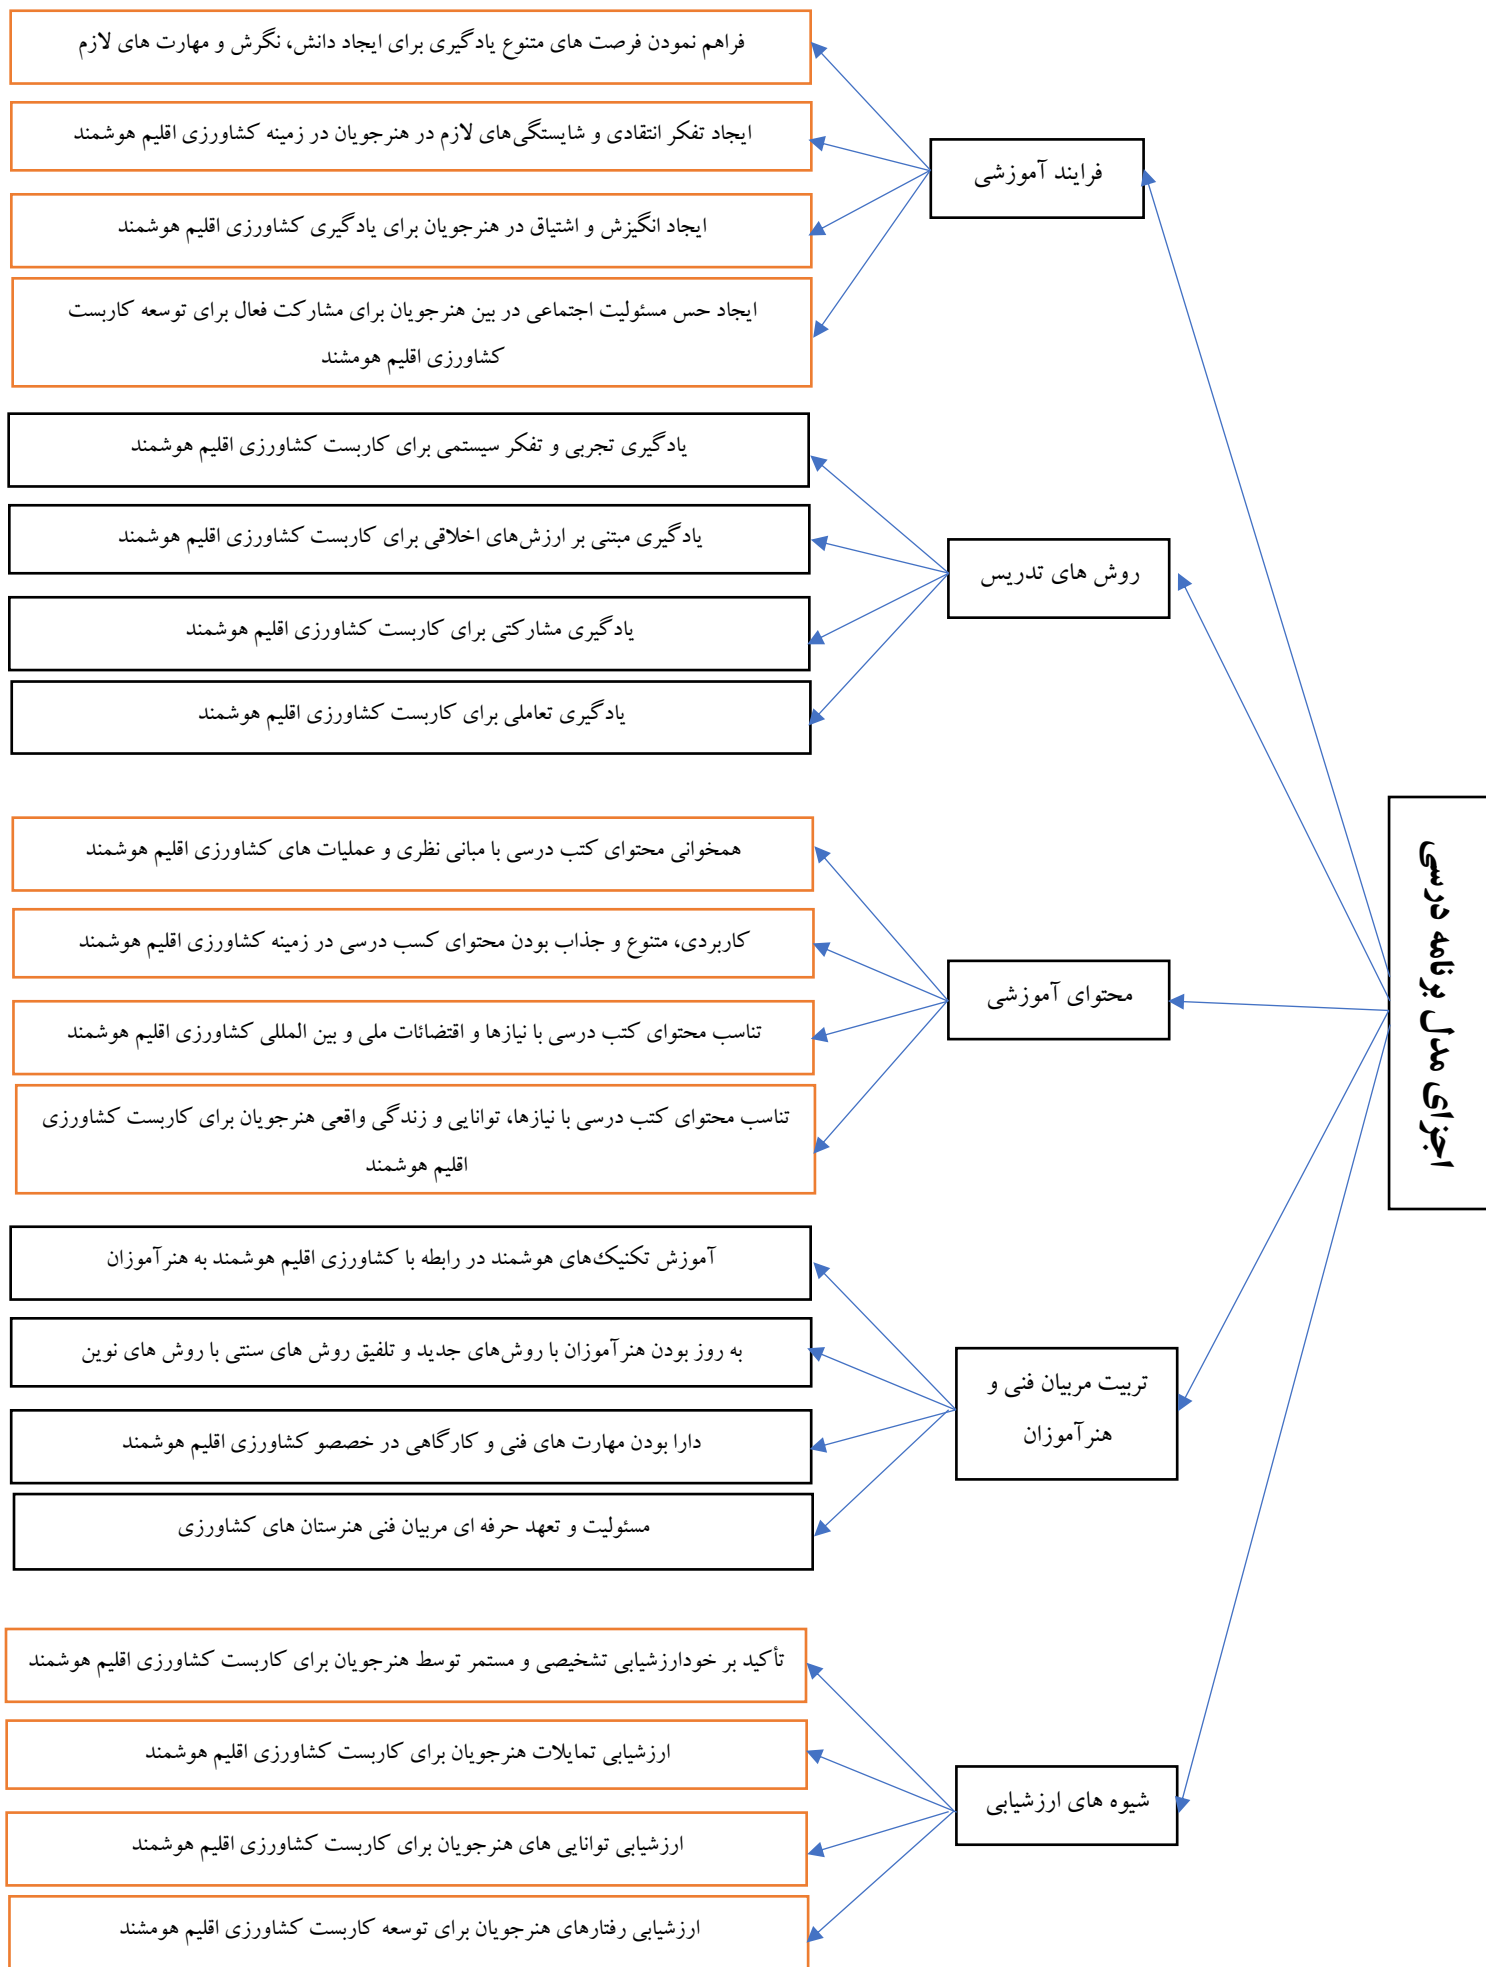 اجزای مدل برنامه درسی
فرایند آموزشی
فراهم نمودن فرصت های متنوع یادگیری برای ایجاد دانش، نگرش و مهارت های لازم
ایجاد تفکر انتقادی و شایستگی‌های لازم در هنرجویان در زمینه کشاورزی اقلیم هوشمند
ایجاد انگیزش و اشتیاق در هنرجویان برای یادگیری کشاورزی اقلیم هوشمند
ایجاد حس مسئولیت اجتماعی در بین هنرجویان برای مشارکت فعال برای توسعه کاربست
کشاورزی اقلیم هومشند
روش های تدریس
یادگیری تجربی و تفکر سیستمی برای کاربست کشاورزی اقلیم هوشمند
یادگیری مبتنی بر ارزش‌های اخلاقی برای کاربست کشاورزی اقلیم هوشمند
یادگیری مشارکتی برای کاربست کشاورزی اقلیم هوشمند
یادگیری تعاملی برای کاربست کشاورزی اقلیم هوشمند
محتوای آموزشی
همخوانی محتوای کتب درسی با مبانی نظری و عملیات های کشاورزی اقلیم هوشمند
کاربردی، متنوع و جذاب بودن محتوای کسب درسی در زمینه کشاورزی اقلیم هوشمند
تناسب محتوای کتب درسی با نیازها و اقتضائات ملی و بین المللی کشاورزی اقلیم هوشمند
تناسب محتوای کتب درسی با نیازها، توانایی و زندگی واقعی هنرجویان برای کاربست کشاورزی
اقلیم هوشمند
تربیت مربیان فنی و
هنرآموزان
آموزش تکنیک‌های هوشمند در رابطه با کشاورزی اقلیم هوشمند به هنرآموزان
به روز بودن هنرآموزان با روش‌های جدید و تلفیق روش های سنتی با روش های نوین
دارا بودن مهارت های فنی و کارگاهی در خصصو کشاورزی اقلیم هوشمند
مسئولیت و تعهد حرفه ای مربیان فنی هنرستان های کشاورزی
شیوه های ارزشیابی
تأکید بر خودارزشیابی تشخیصی و مستمر توسط هنرجویان برای کاربست کشاورزی اقلیم هوشمند
ارزشیابی تمایلات هنرجویان برای کاربست کشاورزی اقلیم هوشمند
ارزشیابی توانایی های هنرجویان برای کاربست کشاورزی اقلیم هوشمند
ارزشیابی رفتارهای هنرجویان برای توسعه کاربست کشاورزی اقلیم هومشند